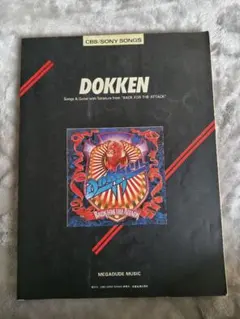 CBS/SONY SONGS
DOKKEN
Songs & Guitar with Tablature from "BACK FOR THE ATTACK"
DOKKEN
BACK FOR THE ATTACK
MEGADUDE MUSIC